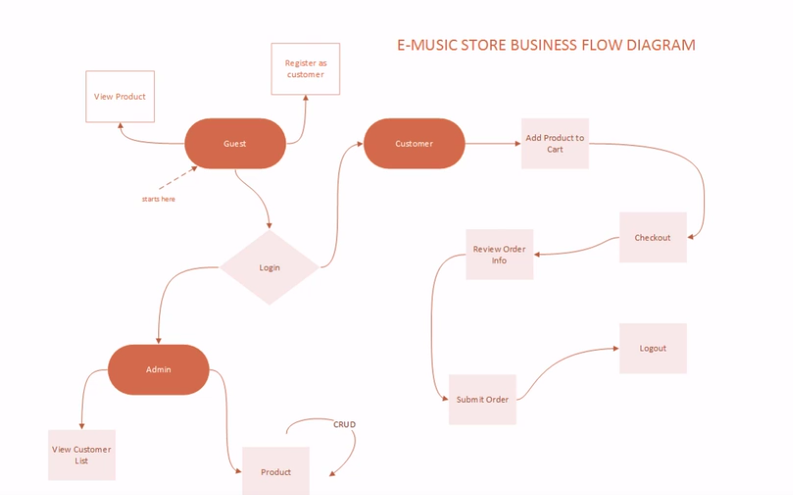 E-MUSIC STORE BUSINESS FLOW DIAGRAM
Register as
customer
View Product
Guest
Customer
Add Product to
Cart
starts here
Login
Checkout
Review Order
Info
Logout
Admin
Submit Order
CRUD
View Customer
List
Product